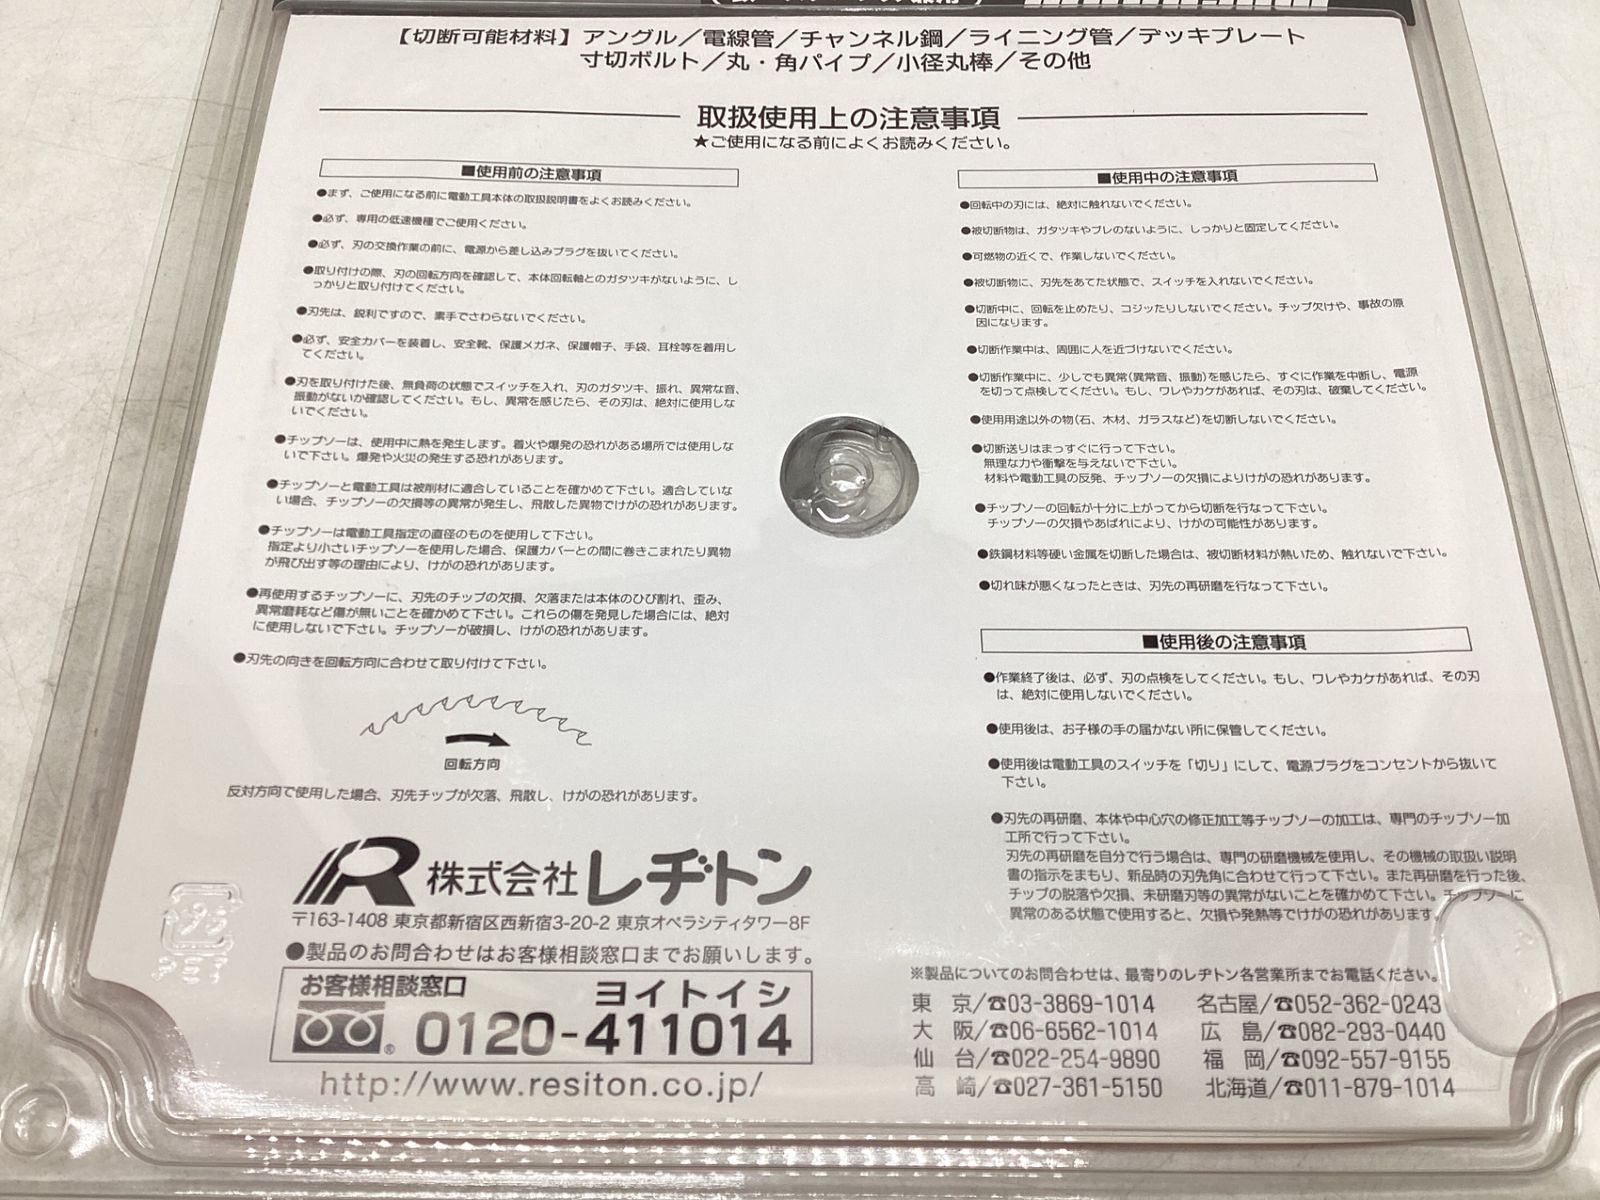 【切断可能材料】アングル／電線管／チャンネル鋼／ライニング管／デッキプレート
寸切ボルト／丸・角パイプ／小径丸棒／その他
取扱使用上の注意事項
★ご使用になる前によくお読みください。
■使用前の注意事項
●まず、ご使用になる前に電動工具本体の取扱説明書をよくお読みください。
●必ず、専用の低速機種でご使用ください。
●必ず、刃の交換作業の前に、電源から差し込みプラグを抜いてください。
●取り付けの際、刃の回転方向を確認して、本体回転軸とのガタツキがないように、し
っかりと取り付けてください。
●刃先は、鋭利ですので、素手でさわらないでください。
●必ず、安全カバーを装着し、安全靴、保護メガネ、保護帽子、手袋、耳栓等を着用し
てください。
●刃を取り付けた後、無負荷の状態でスイッチを入れ、刃のガタツキ、振れ、異常な音、
振動がないか確認してください。もし、異常を感じたら、その刃は、絶対に使用しな
いでください。
●チップソーは、使用中に熱を発生します。着火や爆発の恐れがある場所では使用しな
いで下さい。爆発や火災の発生する恐れがあります。
●チップソーと電動工具は被削材に適合していることを確かめて下さい。適合していな
い場合、チップソーの欠損等の異常が発生し、飛散した異物でけがの恐れがあります。
●チップソーは電動工具指定の直径のものを使用して下さい。
指定より小さいチップソーを使用した場合、保護カバーとの間に巻きこまれたり異物
が飛び出す等の理由により、けがの恐れがあります。
●再使用するチップソーに、刃先のチップの欠損、欠落または本体のひび割れ、歪み、
異常磨耗など傷が無いことを確かめて下さい。これらの傷を発見した場合には、絶対
に使用しないで下さい。チップソーが破損し、けがの恐れがあります。
●刃先の向きを回転方向に合わせて取り付けて下さい。
回転方向
反対方向で使用した場合、刃先チップが欠落、飛散し、けがの恐れがあります。
■使用中の注意事項
●回転中の刃には、絶対に触れないでください。
●被切断物は、ガタツキやブレのないように、しっかりと固定してください。
●可燃物の近くで、作業しないでください。
●被切断物に、刃先をあてた状態で、スイッチを入れないでください。
●切断中に、回転を止めたり、コジッたりしないでください。チップ欠けや、事故の原
因になります。
●切断作業中は、周囲に人を近づけないでください。
●切断作業中に、少しでも異常(異常音、振動)を感じたら、すぐに作業を中断し、電源
を切って点検してください。もし、ワレやカケがあれば、その刃は、破棄してください。
●使用用途以外の物(石、木材、ガラスなど)を切断しないでください。
●切断送りはまっすぐに行って下さい。
無理な力や衝撃を与えないで下さい。
材料や電動工具の反発、チップソーの欠損によりけがの恐れがあります。
●チップソーの回転が十分に上がってから切断を行なって下さい。
チップソーの欠損やあばれにより、けがの可能性があります。
●鉄鋼材料等硬い金属を切断した場合は、被切断材料が熱いため、触れないで下さい。
●切れ味が悪くなったときは、刃先の再研磨を行なって下さい。
■使用後の注意事項
●作業終了後は、必ず、刃の点検をしてください。もし、ワレやカケがあれば、その刃
は、絶対に使用しないでください。
●使用後は、お子様の手の届かない所に保管してください。
●使用後は電動工具のスイッチを「切り」にして、電源プラグをコンセントから抜いて
下さい。
●刃先の再研磨、本体や中心穴の修正加工等チップソーの加工は、専門のチップソー加
工所で行って下さい。
刃先の再研磨を自分で行う場合は、専門の研磨機械を使用し、その機械の取扱い説明
書の指示をまもり、新品時の刃先角に合わせて行って下さい。また再研磨を行った後、
チップの脱落や欠損、未研磨刃等の異常がないことを確かめて下さい。チップソーに
異常のある状態で使用すると、欠損や発熱等でけがの恐れがあります。
株式会社レヂトン
〒163-1408 東京都新宿区西新宿3-20-2 東京オペラシティタワー8F
●製品のお問合わせはお客様相談窓口までお願いします。
お客様相談窓口 ヨイトイシ
0120-411014
http://www.resiton.co.jp/
※製品についてのお問合わせは、最寄りのレヂトン各営業所までお電話ください。
東　京/☎03-3869-1014 名古屋/☎052-362-0243
大　阪/☎06-6562-1014 広　島/☎082-293-0440
仙　台/☎022-254-9890 福　岡/☎092-557-9155
高　崎/☎027-361-5150 北海道/☎011-879-1014